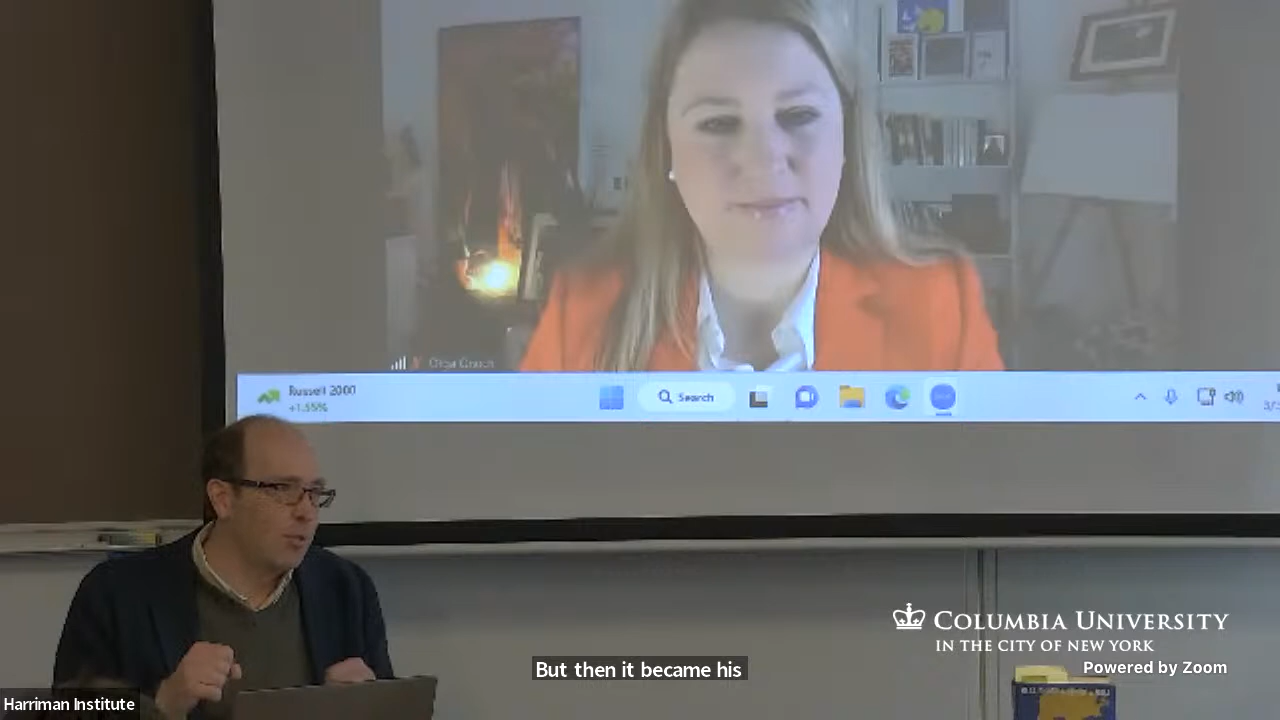 Russell 2000
+1.55%
Search
COLUMBIA UNIVERSITY
IN THE CITY OF NEW YORK
Powered by Zoom
But then it became his
Harriman Institute